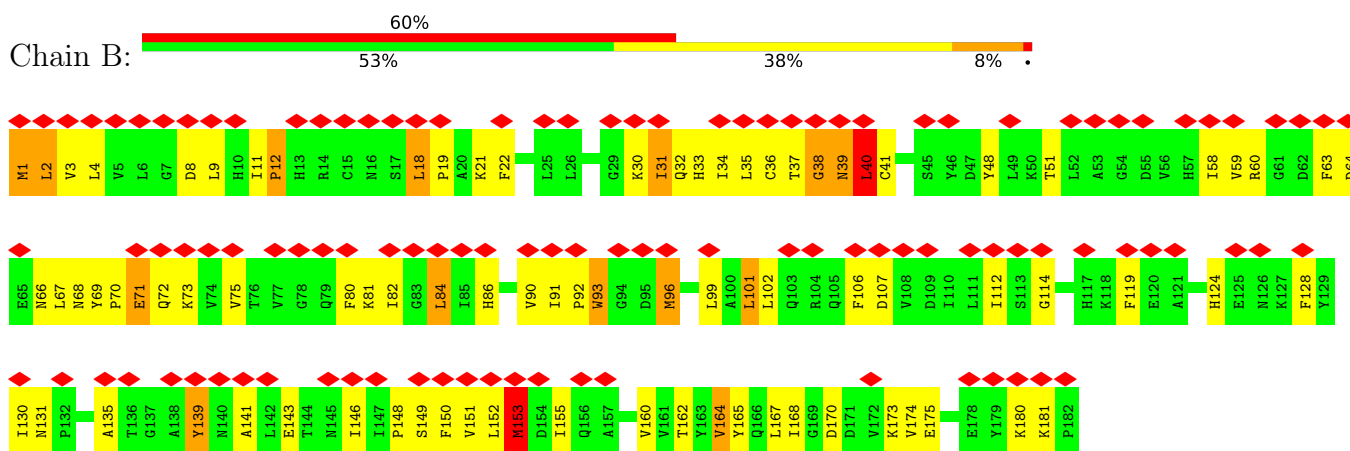 60%
Chain B:
53% 38% 8% •
M1 L2 V3 L4 V5 L6 G7 D8 L9 H10 I11 P12 H13 R14 C15 N16 S17 L18 P19 A20 K21 F22 L25 L26 G29 K30 I31 Q32 H33 I34 L35 C36 T37 G38 N39 L40 C41 S45 Y46 D47 Y48 L49 K50 T51 L52 A53 G54 D55 V56 H57 I58 V59 R60 G61 D62 F63 D64
E65 N66 L67 N68 Y69 P70 E71 Q72 K73 V74 V75 T76 V77 G78 Q79 F80 K81 I82 G83 L84 I85 H86 V90 I91 P92 W93 G94 D95 M96 L99 A100 L101 L102 Q103 R104 Q105 F106 D107 V108 D109 I110 L111 I112 S113 G114 H117 K118 F119 E120 A121 H124 E125 N126 K127 F128 Y129
I130 N131 P132 A135 T136 G137 A138 Y139 N140 A141 L142 E143 T144 N145 I146 I147 P148 S149 F150 V151 L152 M153 D154 I155 Q156 A157 V160 V161 T162 Y163 V164 Y165 Q166 L167 I168 G169 D170 D171 V172 K173 V174 E175 E178 Y179 K180 K181 P182